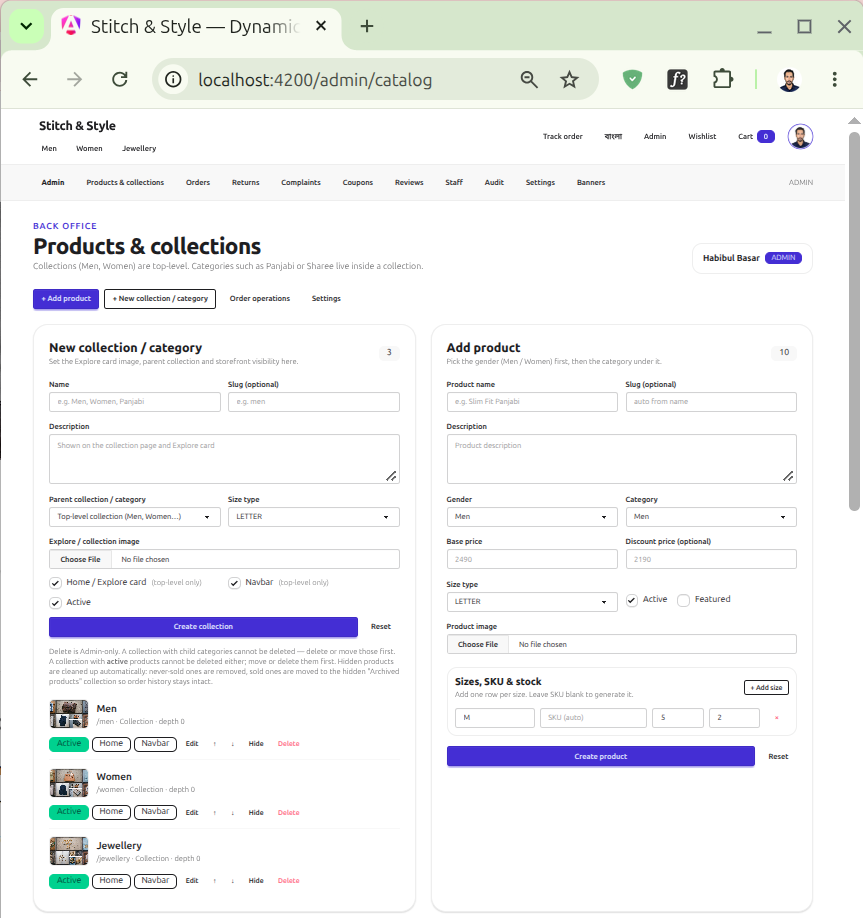 Stitch & Style — Dynamic
localhost:4200/admin/catalog
Stitch & Style
Men Women Jewellery
Track order বাংলা Admin Wishlist Cart 0
Admin Products & collections Orders Returns Complaints Coupons Reviews Staff Audit Settings Banners ADMIN
BACK OFFICE
Products & collections
Collections (Men, Women) are top-level. Categories such as Panjabi or Sharee live inside a collection.
Habibul Basar ADMIN
+ Add product + New collection / category Order operations Settings
New collection / category 3
Set the Explore card image, parent collection and storefront visibility here.
Name Slug (optional)
e.g. Men, Women, Panjabi e.g. men
Description
Shown on the collection page and Explore card
Parent collection / category Size type
Top-level collection (Men, Women...) LETTER
Explore / collection image
Choose File No file chosen
Home / Explore card (top-level only) Navbar (top-level only)
Active
Create collection Reset
Delete is Admin-only. A collection with child categories cannot be deleted — delete or move those first.
A collection with active products cannot be deleted either; move or delete them first. Hidden products
are cleaned up automatically: never-sold ones are removed, sold ones are moved to the hidden "Archived
products" collection so order history stays intact.
Men
/men · Collection · depth 0
Active Home Navbar Edit ↑ ↓ Hide Delete
Women
/women · Collection · depth 0
Active Home Navbar Edit ↑ ↓ Hide Delete
Jewellery
/jewellery · Collection · depth 0
Active Home Navbar Edit ↑ ↓ Hide Delete
Add product 10
Pick the gender (Men / Women) first, then the category under it.
Product name Slug (optional)
e.g. Slim Fit Panjabi auto from name
Description
Product description
Gender Category
Men Men
Base price Discount price (optional)
2490 2190
Size type
LETTER Active Featured
Product image
Choose File No file chosen
Sizes, SKU & stock
Add one row per size. Leave SKU blank to generate it.
+ Add size
M SKU (auto) 5 2 ×
Create product Reset